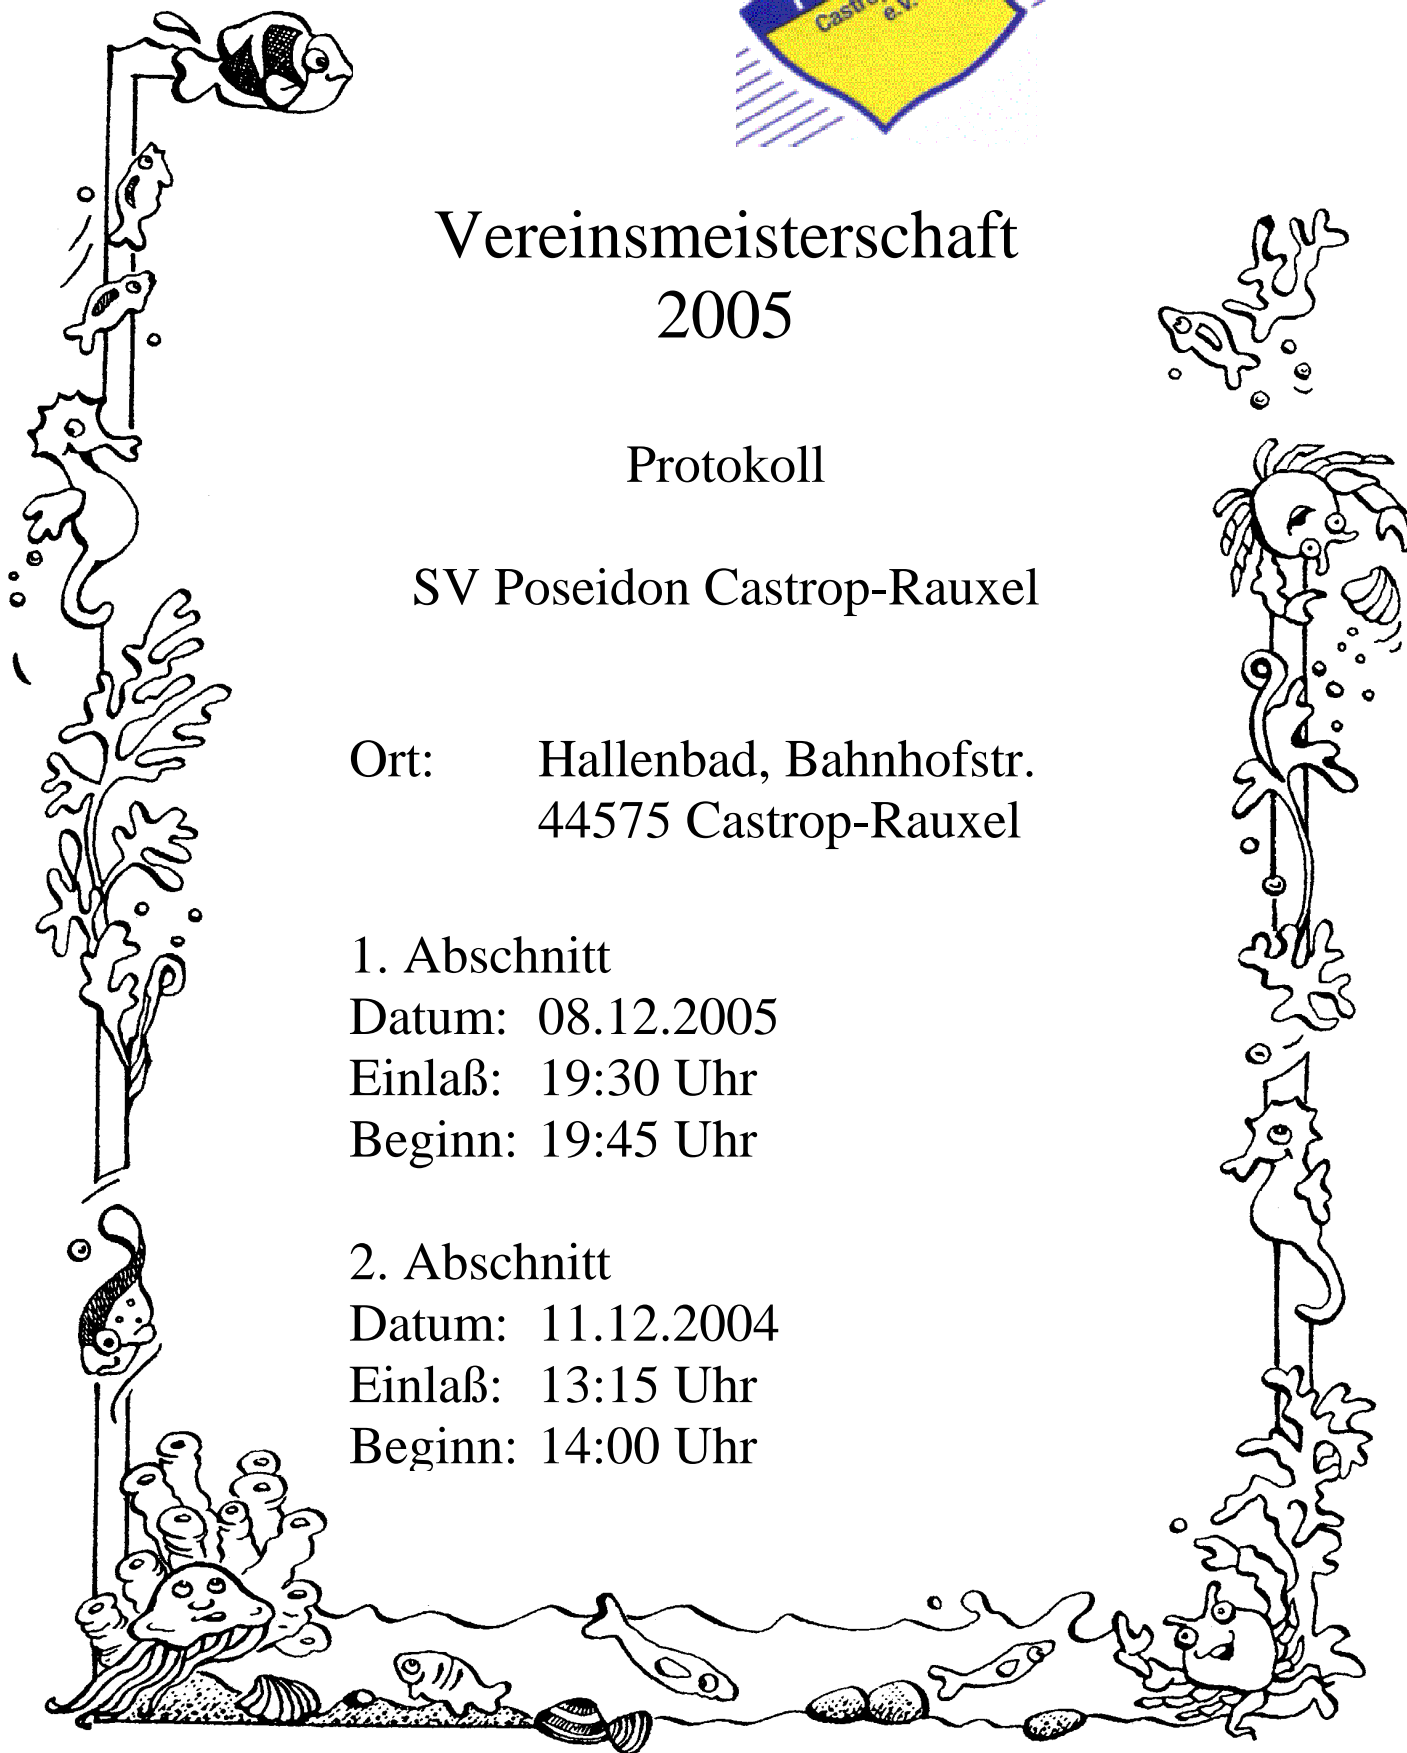 e.V.
Vereinsmeisterschaft
2005
Protokoll
SV Poseidon Castrop-Rauxel
Ort: Hallenbad, Bahnhofstr.
44575 Castrop-Rauxel
1. Abschnitt
Datum: 08.12.2005
Einlaß: 19:30 Uhr
Beginn: 19:45 Uhr
2. Abschnitt
Datum: 11.12.2004
Einlaß: 13:15 Uhr
Beginn: 14:00 Uhr